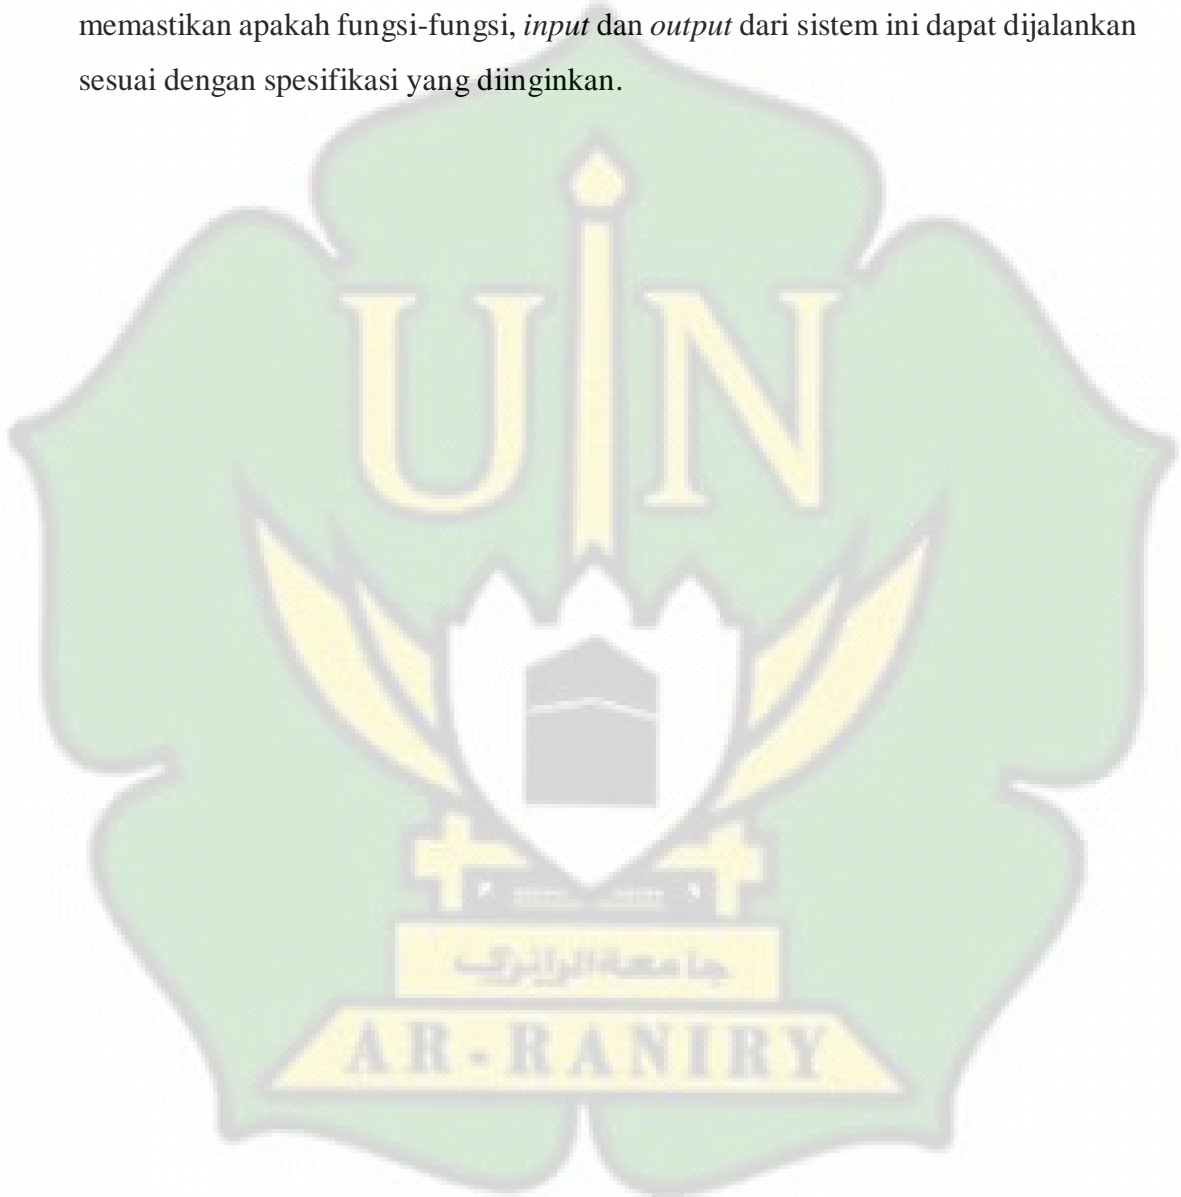 memastikan apakah fungsi-fungsi, input dan output dari sistem ini dapat dijalankan
sesuai dengan spesifikasi yang diinginkan.
UIN
جامعة الرانري
AR-RANIRY